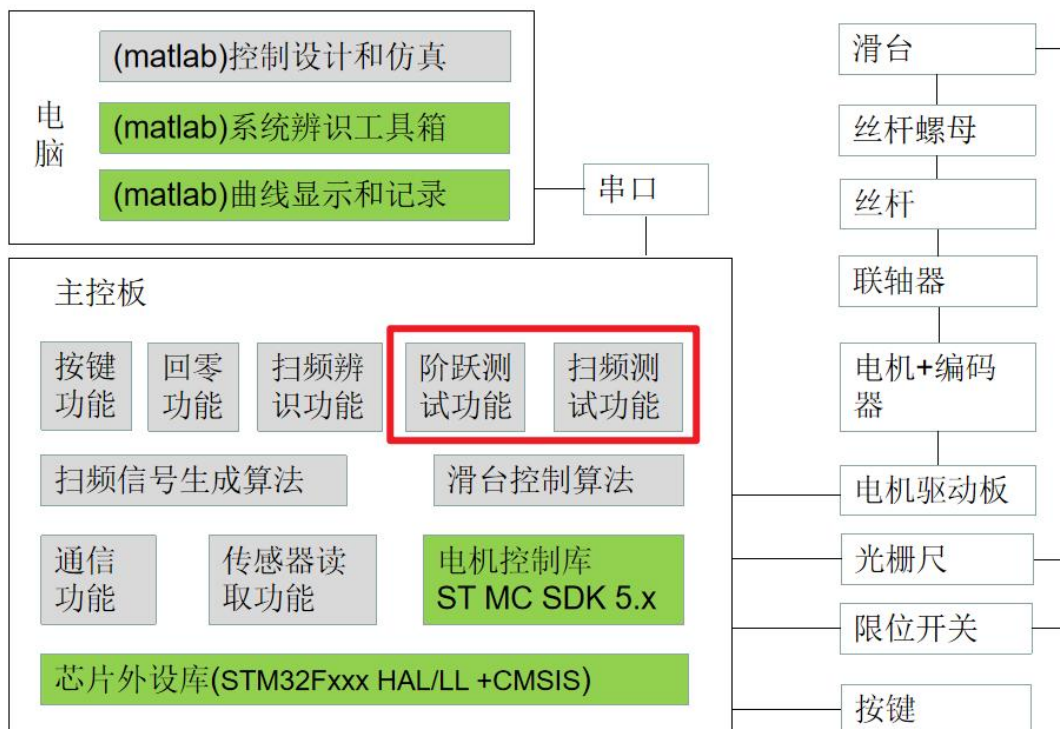 (matlab)控制设计和仿真
电
脑
(matlab)系统辨识工具箱
(matlab)曲线显示和记录
串口
主控板
按键
功能
回零
功能
扫频辨
识功能
阶跃测
试功能
扫频测
试功能
扫频信号生成算法
滑台控制算法
通信
功能
传感器读
取功能
电机控制库
ST MC SDK 5.x
芯片外设库(STM32Fxxx HAL/LL +CMSIS)
滑台
丝杆螺母
丝杆
联轴器
电机+编码
器
电机驱动板
光栅尺
限位开关
按键